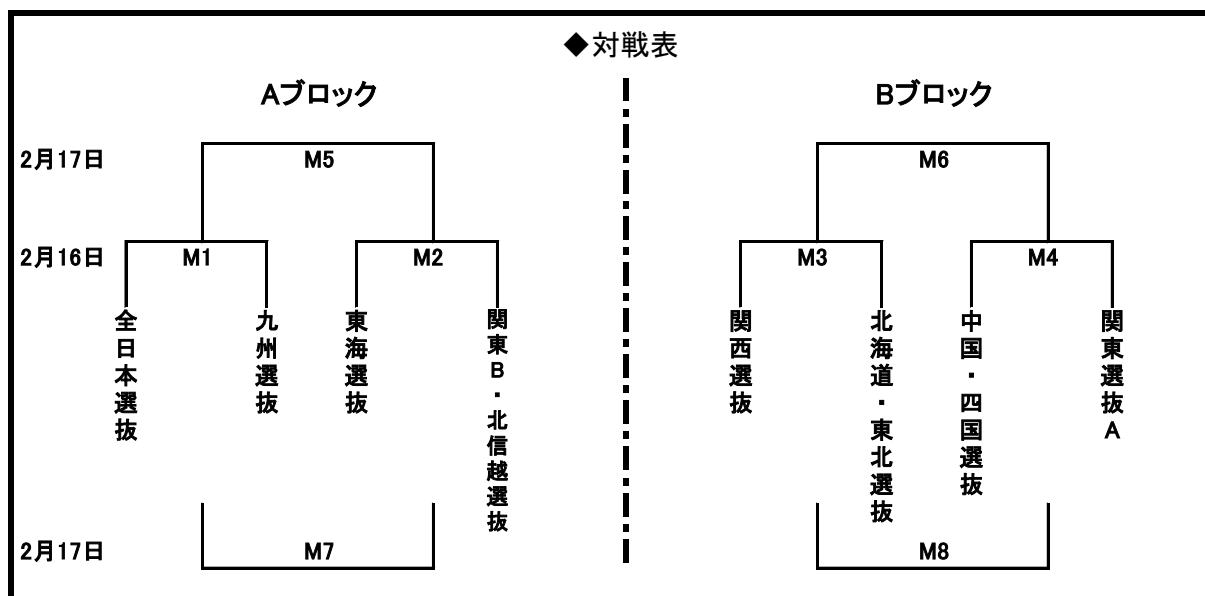 ◆対戦表
Aブロック
Bブロック
2月17日
M5
M6
2月16日
M1
M2
M3
M4
全日本選抜
九州選抜
東海選抜
関東B・北信越選抜
関西選抜
北海道・東北選抜
中国・四国選抜
関東選抜A
2月17日
M7
M8